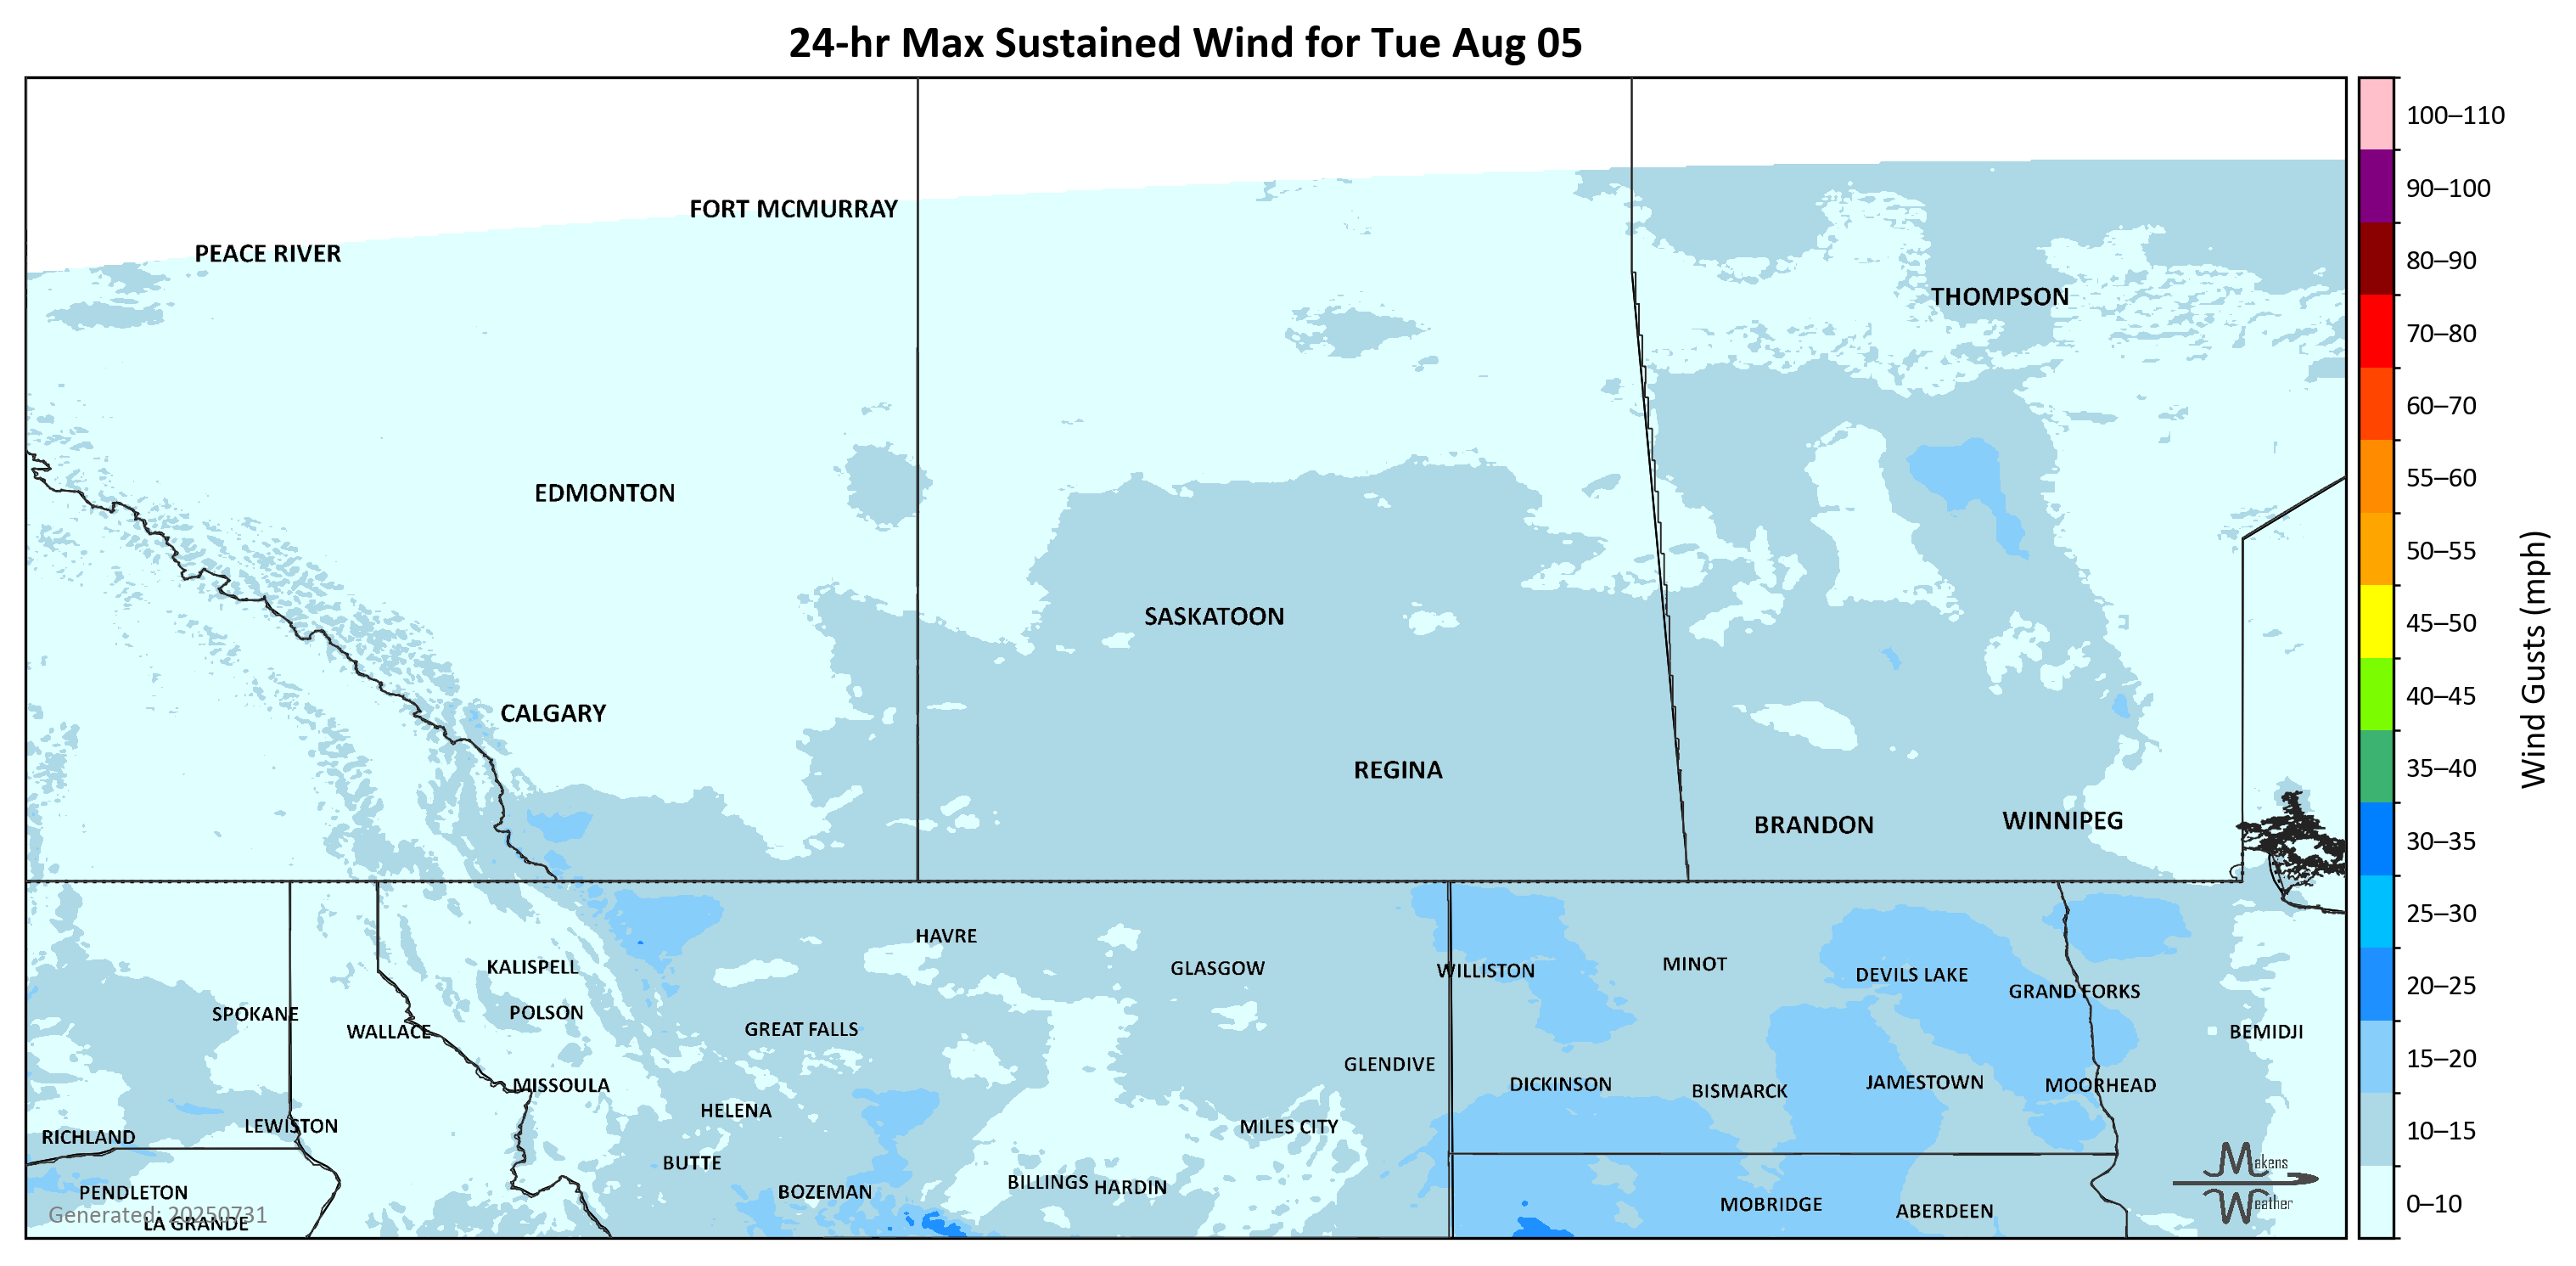 24-hr Max Sustained Wind for Tue Aug 05
100–110
FORT MCMURRAY
90–100
PEACE RIVER
80–90
THOMPSON
70–80
60–70
55–60
EDMONTON
50–55
SASKATOON
45–50
Wind Gusts (mph)
CALGARY
40–45
REGINA
35–40
BRANDON
WINNIPEG
30–35
HAVRE
25–30
KALISPELL
GLASGOW
WILLISTON
MINOT
DEVILS LAKE
GRAND FORKS
20–25
SPOKANE
WALLACE
POLSON
GREAT FALLS
BEMIDJI
GLENDIVE
15–20
MISSOULA
DICKINSON
BISMARCK
JAMESTOWN
MOORHEAD
HELENA
RICHLAND
LEWISTON
MILES CITY
10–15
BUTTE
Makens
Weather
PENDLETON
BOZEMAN
BILLINGS
HARDIN
MOBRIDGE
ABERDEEN
0–10
Generated: 20250731
LA GRANDE